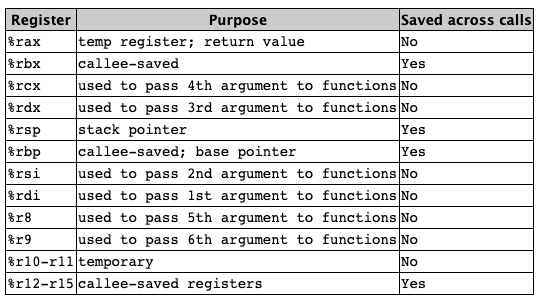 Register Purpose Saved across calls
%rax temp register; return value No
%rbx callee-saved Yes
%rcx used to pass 4th argument to functions No
%rdx used to pass 3rd argument to functions No
%rsp stack pointer Yes
%rbp callee-saved; base pointer Yes
%rsi used to pass 2nd argument to functions No
%rdi used to pass 1st argument to functions No
%r8 used to pass 5th argument to functions No
%r9 used to pass 6th argument to functions No
%r10-r11 temporary No
%r12-r15 callee-saved registers Yes